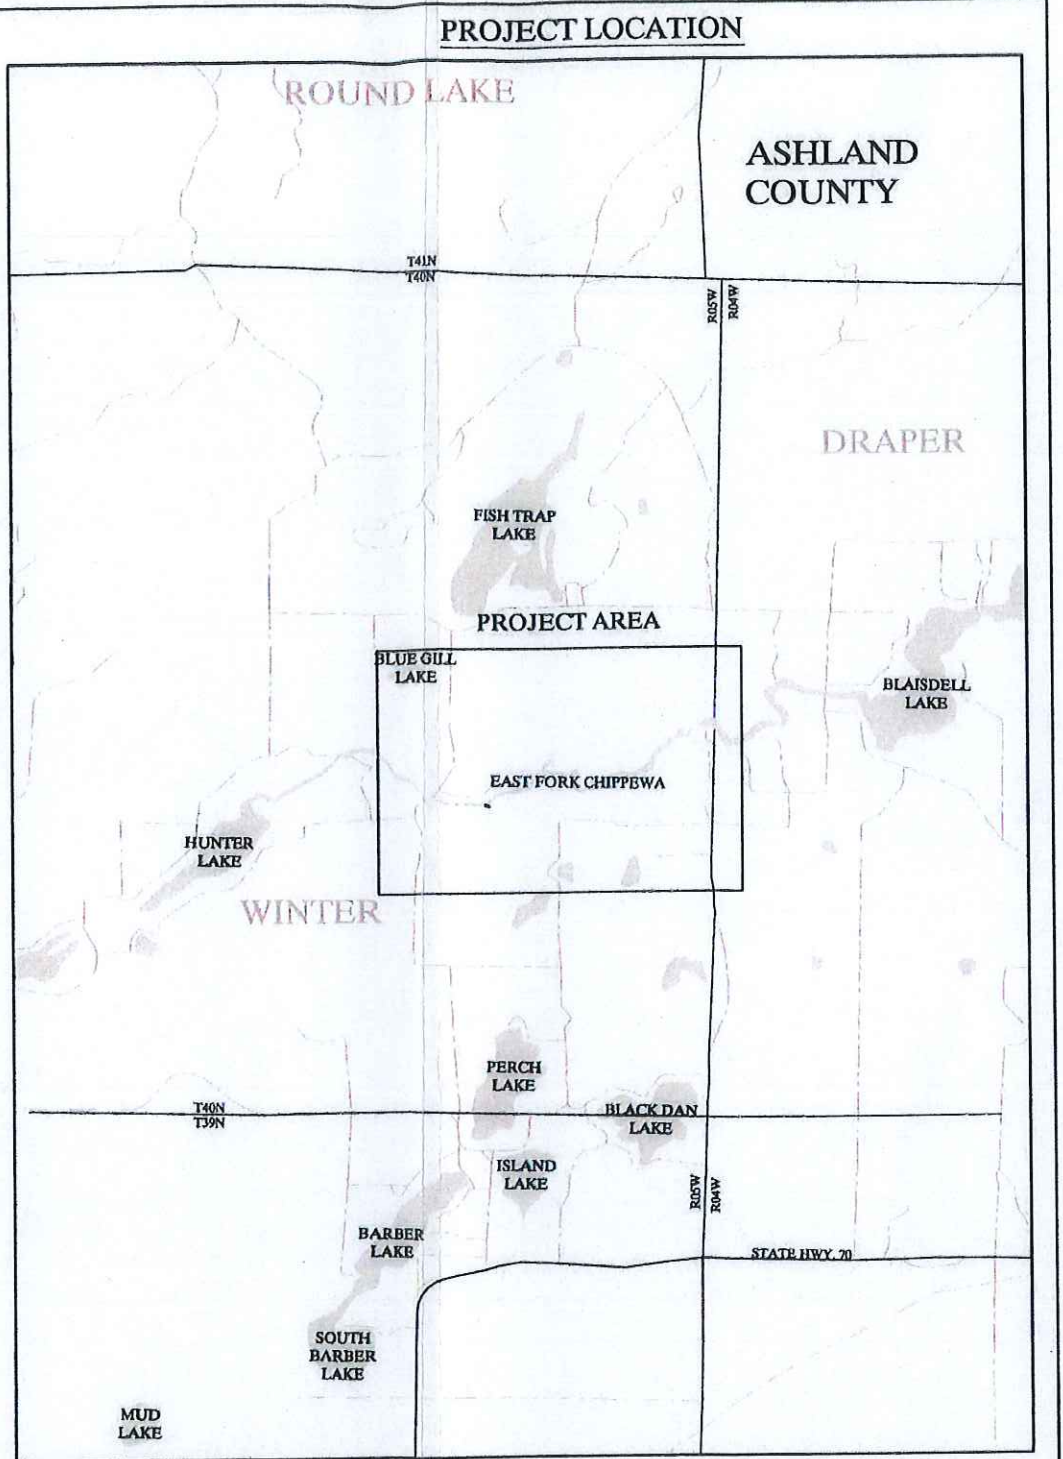 PROJECT LOCATION
ROUND LAKE
ASHLAND
COUNTY
T41N
T40N
R05W
R04W
DRAPER
FISH TRAP
LAKE
PROJECT AREA
BLUE GILL
LAKE
BLAISDELL
LAKE
EAST FORK CHIPPEWA
HUNTER
LAKE
WINTER
PERCH
LAKE
T40N
T39N
BLACK DAN
LAKE
ISLAND
LAKE
R05W
R04W
BARBER
LAKE
STATE HWY. 70
SOUTH
BARBER
LAKE
MUD
LAKE